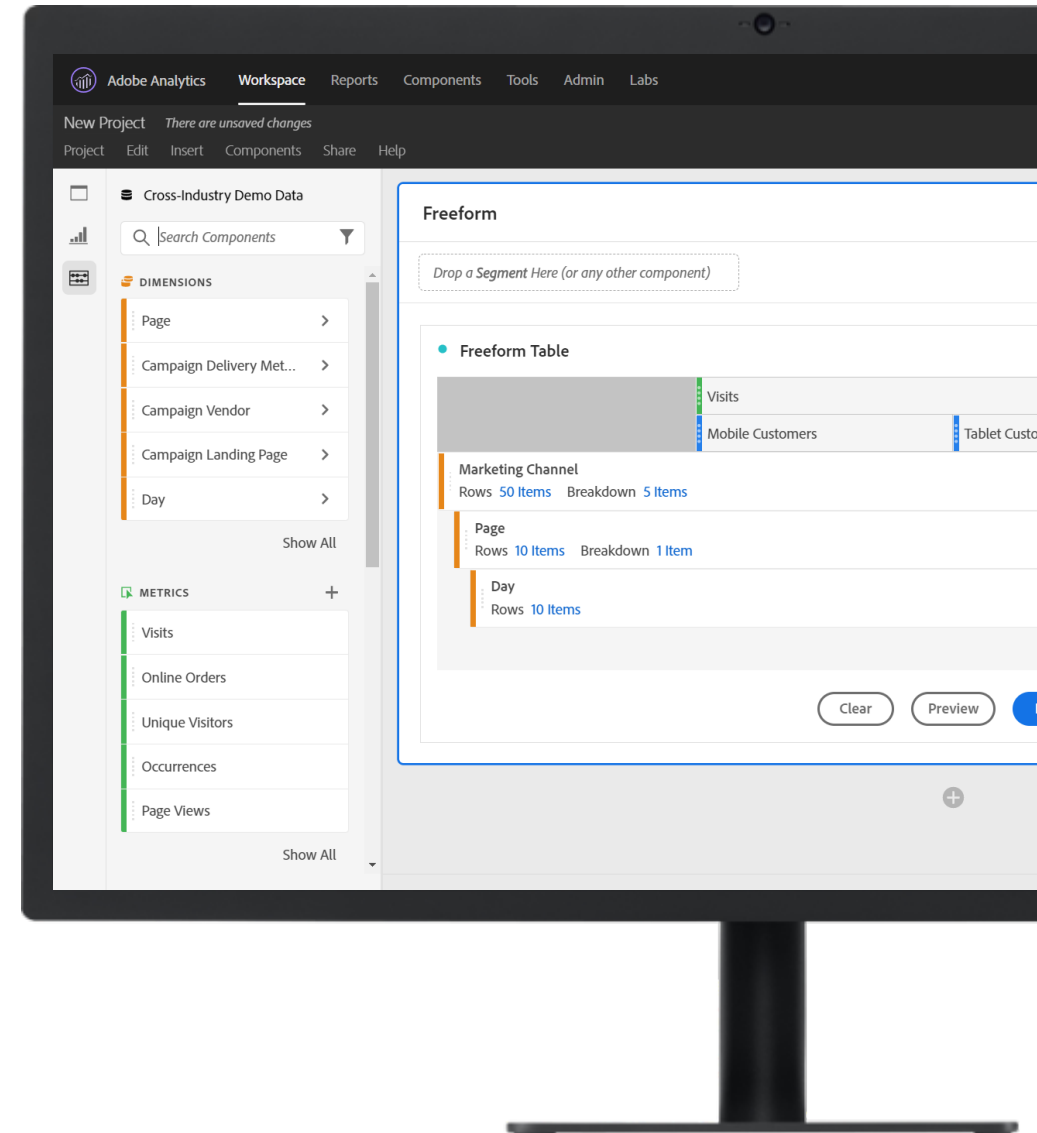 Adobe Analytics Workspace Reports Components Tools Admin Labs
New Project There are unsaved changes
Project Edit Insert Components Share Help
Cross-Industry Demo Data
Search Components
DIMENSIONS
Page
Campaign Delivery Met...
Campaign Vendor
Campaign Landing Page
Day
Show All
METRICS
Visits
Online Orders
Unique Visitors
Occurrences
Page Views
Show All
Freeform
Drop a Segment Here (or any other component)
Freeform Table
Visits
Mobile Customers Tablet Custo
Marketing Channel
Rows 50 Items Breakdown 5 Items
Page
Rows 10 Items Breakdown 1 Item
Day
Rows 10 Items
Clear Preview